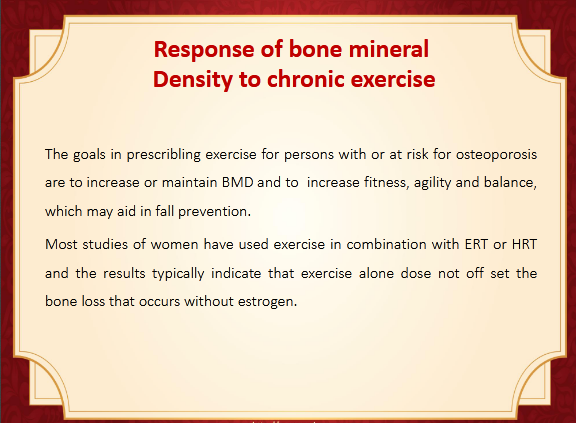 Response of bone mineral
Density to chronic exercise
The goals in prescribling exercise for persons with or at risk for osteoporosis
are to increase or maintain BMD and to increase fitness, agility and balance,
which may aid in fall prevention.
Most studies of women have used exercise in combination with ERT or HRT
and the results typically indicate that exercise alone dose not off set the
bone loss that occurs without estrogen.